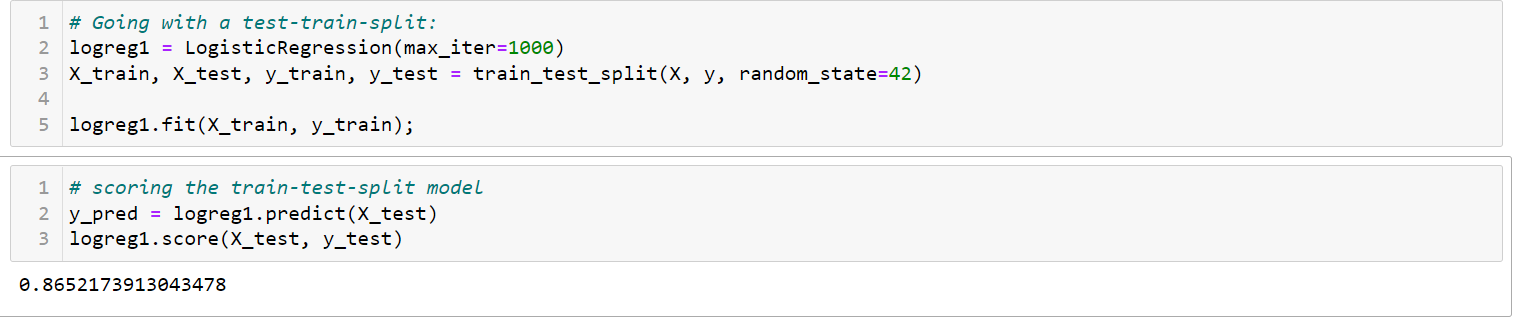 1 # Going with a test-train-split:
2 logreg1 = LogisticRegression(max_iter=1000)
3 X_train, X_test, y_train, y_test = train_test_split(X, y, random_state=42)
4
5 logreg1.fit(X_train, y_train);
1 # scoring the train-test-split model
2 y_pred = logreg1.predict(X_test)
3 logreg1.score(X_test, y_test)
0.8652173913043478